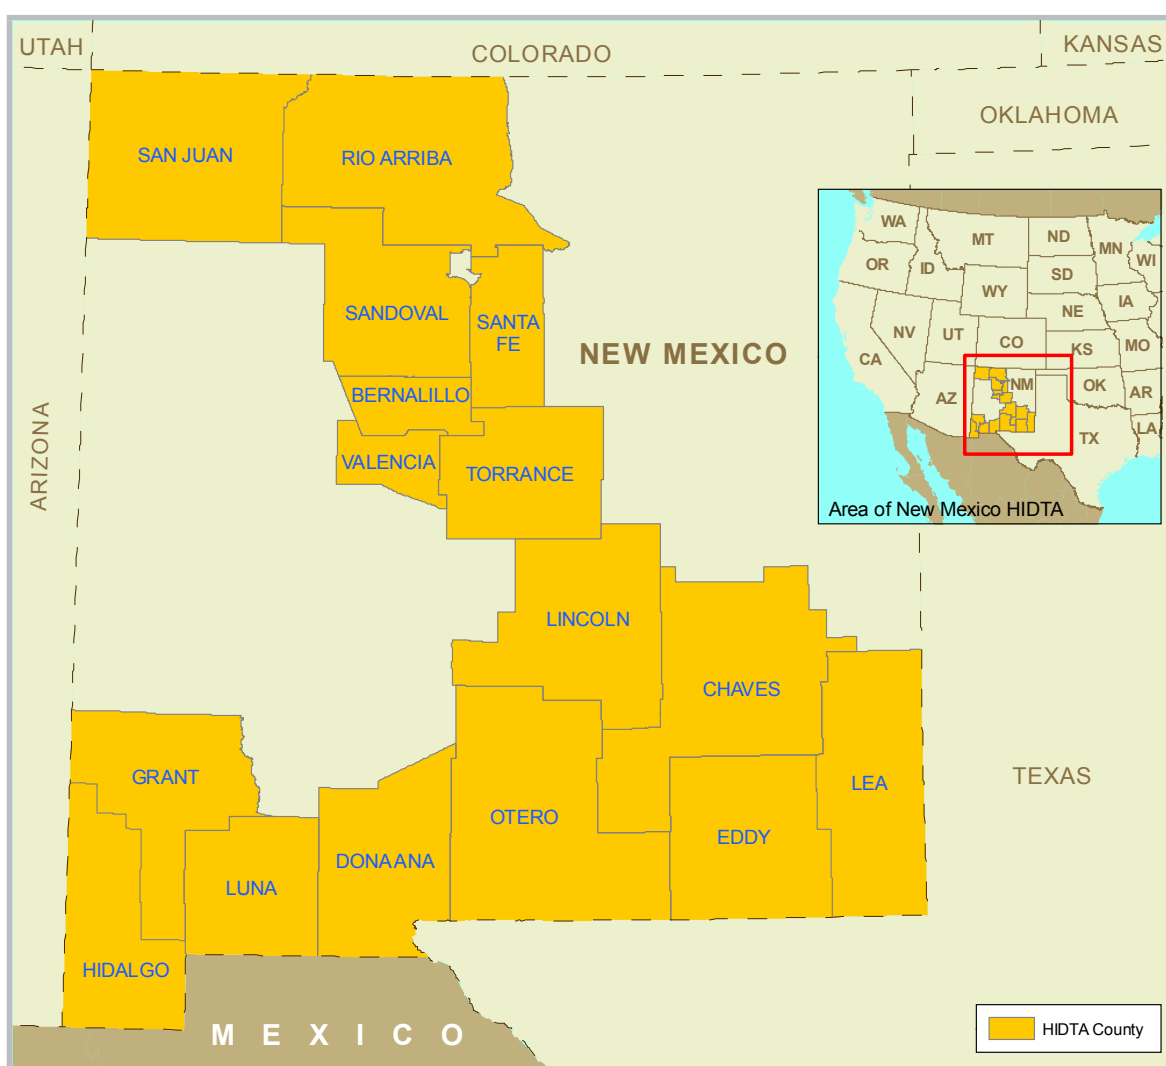 UTAH
COLORADO
KANSAS
OKLAHOMA
SAN JUAN
RIO ARRIBA
SANDOVAL
SANTA
FE
NEW MEXICO
BERNALILLO
VALENCIA
TORRANCE
ARIZONA
LINCOLN
CHAVES
GRANT
OTERO
LEA
EDDY
DONA ANA
LUNA
HIDALGO
TEXAS
MEXICO
WA
MT
ND
MN
OR
ID
SD
WI
WY
NE
IA
NV
UT
CO
KS
MO
CA
AZ
NM
OK
AR
TX
LA
Area of New Mexico HIDTA
HIDTA County